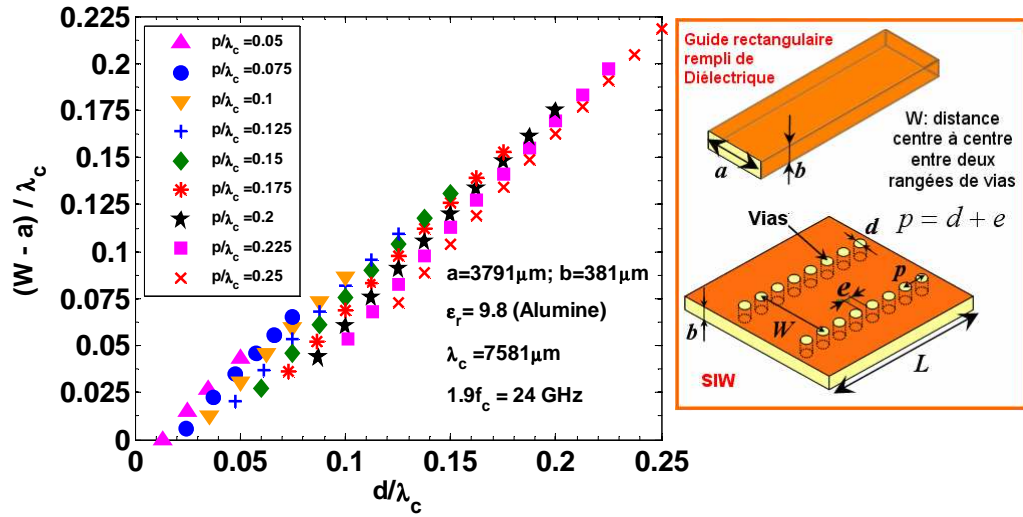 (W - a) / λc
0.225
0.2
0.175
0.15
0.125
0.1
0.075
0.05
0.025
0
p/λc =0.05
p/λc =0.075
p/λc =0.1
p/λc =0.125
p/λc =0.15
p/λc =0.175
p/λc =0.2
p/λc =0.225
p/λc =0.25
a=3791µm; b=381µm
εr = 9.8 (Alumine)
λc =7581µm
1.9fc = 24 GHz
0
0.05
0.1
0.15
0.2
0.25
d/λc
Guide rectangulaire
rempli de
Diélectrique
W: distance
centre à centre
entre deux
rangées de vias
a
b
Vias
d
p = d + e
p
e
W
b
L
SIW